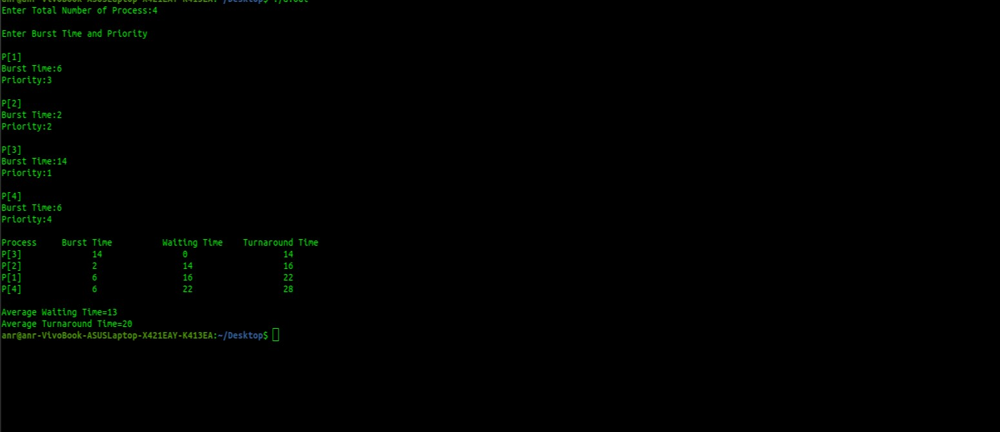 anr@anr-VivoBook-ASUSLaptop-X421EAY-K413EA:~/Desktop$ ./a.out
Enter Total Number of Process:4
Enter Burst Time and Priority
P[1]
Burst Time:6
Priority:3
P[2]
Burst Time:2
Priority:2
P[3]
Burst Time:14
Priority:1
P[4]
Burst Time:6
Priority:4
Process Burst Time Waiting Time Turnaround Time
P[3] 14 0 14
P[2] 2 14 16
P[1] 6 16 22
P[4] 6 22 28
Average Waiting Time=13
Average Turnaround Time=20
anr@anr-VivoBook-ASUSLaptop-X421EAY-K413EA:~/Desktop$